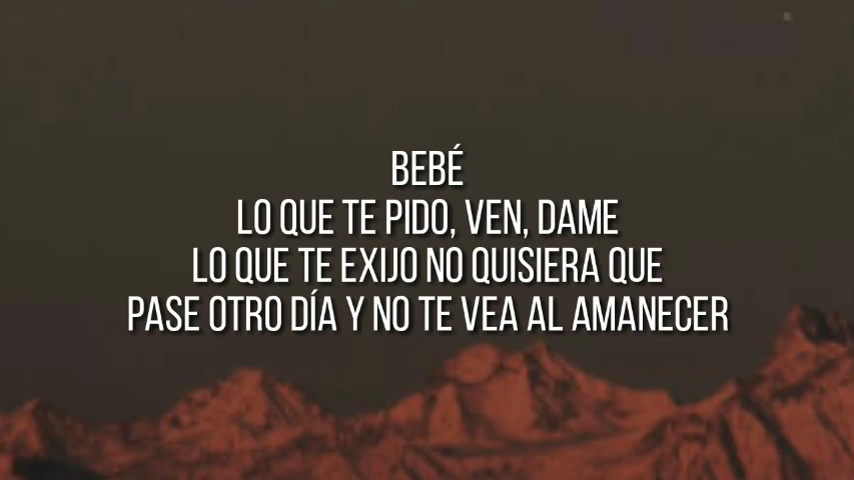 BEBÉ
LO QUE TE PIDO, VEN, DAME
LO QUE TE EXIJO NO QUISIERA QUE
PASE OTRO DÍA Y NO TE VEA AL AMANECER